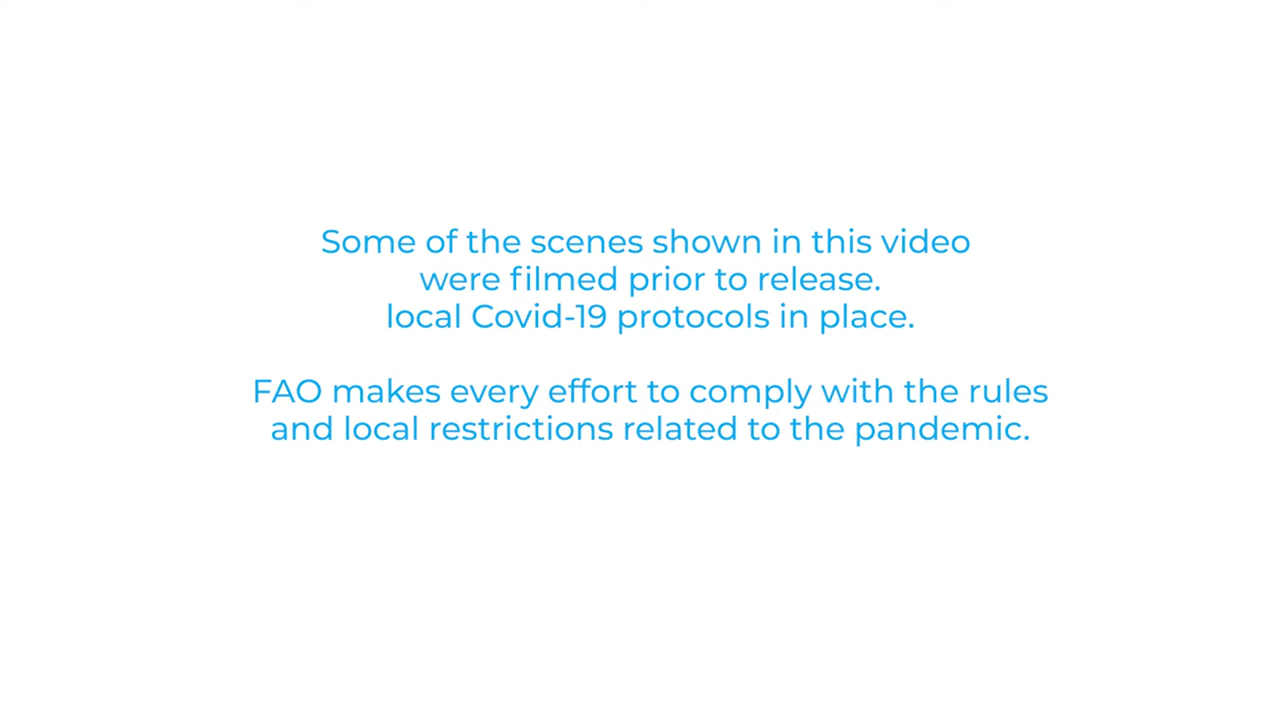 Some of the scenes shown in this video
were filmed prior to release.
local Covid-19 protocols in place.
FAO makes every effort to comply with the rules
and local restrictions related to the pandemic.